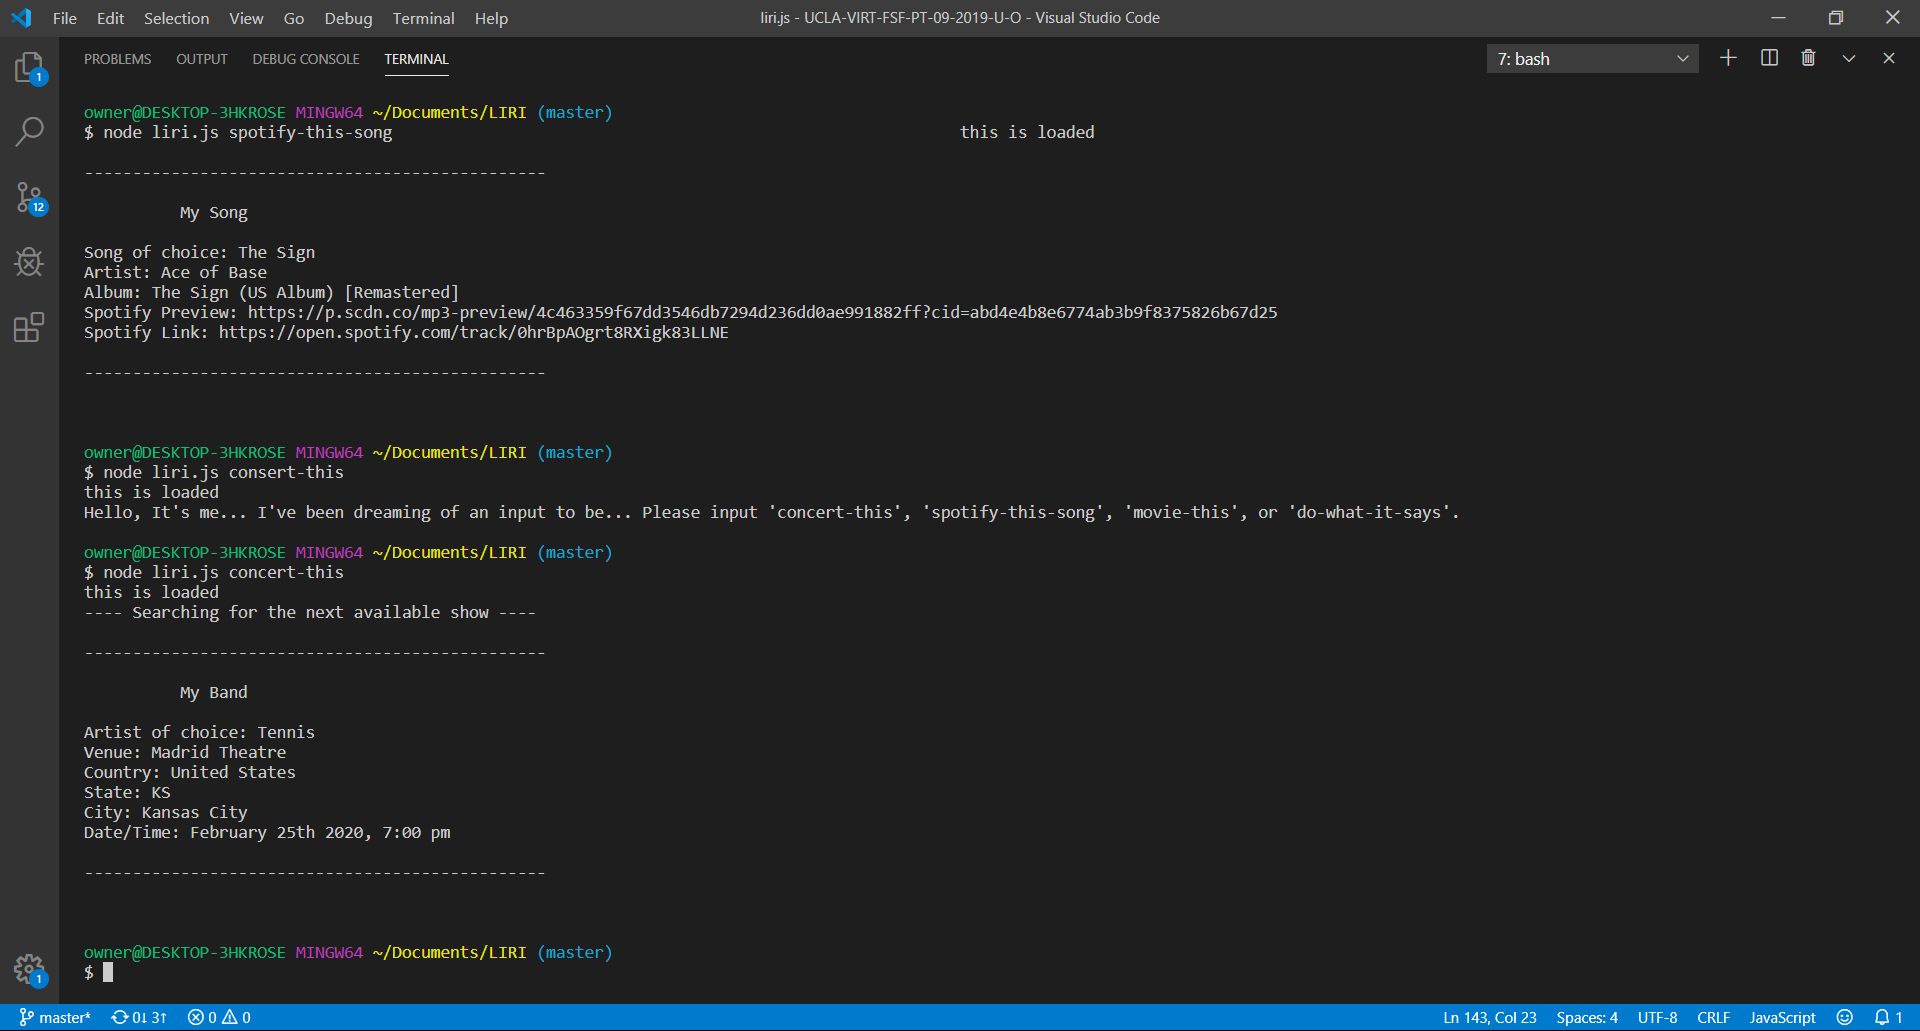 File Edit Selection View Go Debug Terminal Help liri.js - UCLA-VIRT-FSF-PT-09-2019-U-O - Visual Studio Code
PROBLEMS OUTPUT DEBUG CONSOLE TERMINAL 7: bash
1
12
owner@DESKTOP-3HKROSE MINGW64 ~/Documents/LIRI (master)
$ node liri.js spotify-this-song this is loaded
------------------------------------------------
My Song
Song of choice: The Sign
Artist: Ace of Base
Album: The Sign (US Album) [Remastered]
Spotify Preview: https://p.scdn.co/mp3-preview/4c463359f67dd3546db7294d236dd0ae991882ff?cid=abd4e4b8e6774ab3b9f8375826b67d25
Spotify Link: https://open.spotify.com/track/0hrBpAOgrt8RXigk83LLNE
------------------------------------------------
owner@DESKTOP-3HKROSE MINGW64 ~/Documents/LIRI (master)
$ node liri.js consert-this
this is loaded
Hello, It's me... I've been dreaming of an input to be... Please input 'concert-this', 'spotify-this-song', 'movie-this', or 'do-what-it-says'.
owner@DESKTOP-3HKROSE MINGW64 ~/Documents/LIRI (master)
$ node liri.js concert-this
this is loaded
---- Searching for the next available show ----
------------------------------------------------
My Band
Artist of choice: Tennis
Venue: Madrid Theatre
Country: United States
State: KS
City: Kansas City
Date/Time: February 25th 2020, 7:00 pm
------------------------------------------------
owner@DESKTOP-3HKROSE MINGW64 ~/Documents/LIRI (master)
$
1
master* 0↓ 3↑ 0 0 Ln 143, Col 23 Spaces: 4 UTF-8 CRLF JavaScript 1